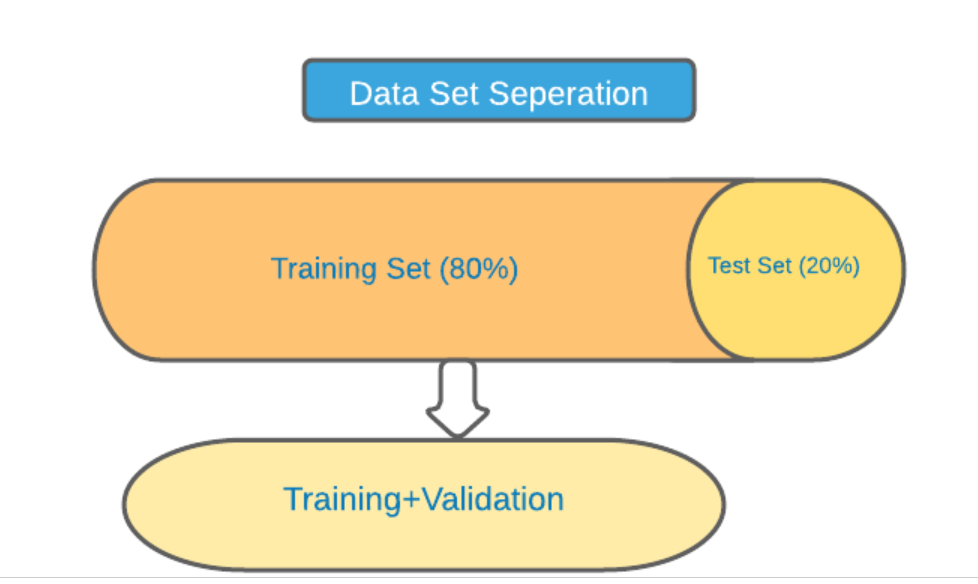 Data Set Seperation
Training Set (80%)
Test Set (20%)
Training+Validation